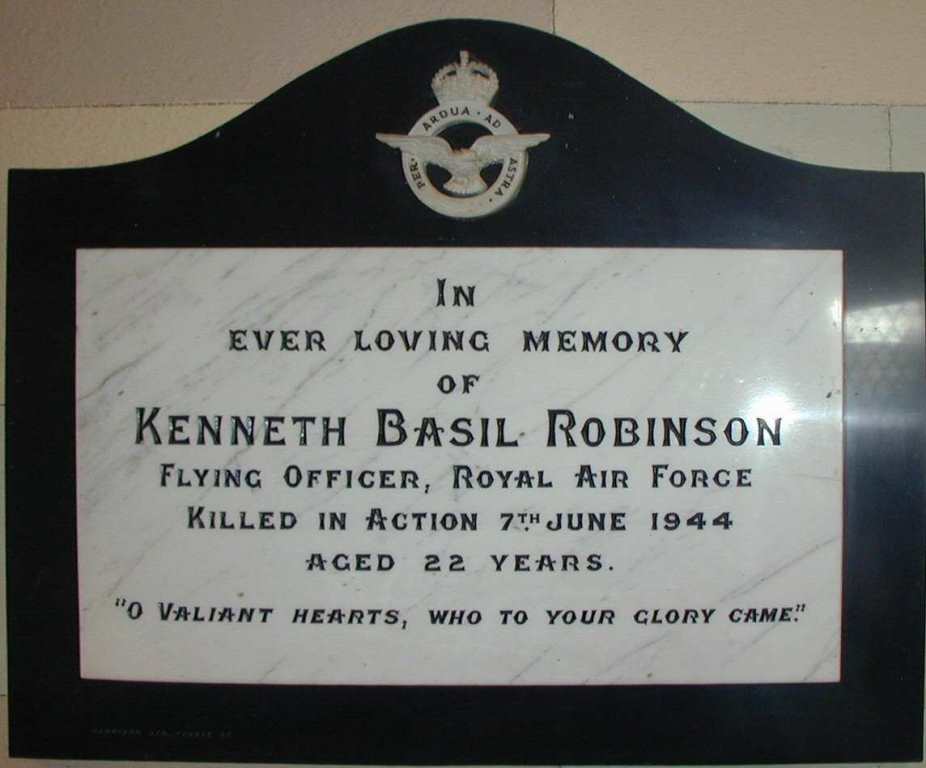 PER · ARDUA · AD ASTRA ·
IN
EVER LOVING MEMORY
OF
KENNETH BASIL ROBINSON
FLYING OFFICER, ROYAL AIR FORCE
KILLED IN ACTION 7TH JUNE 1944
AGED 22 YEARS.
"O VALIANT HEARTS, WHO TO YOUR GLORY CAME."